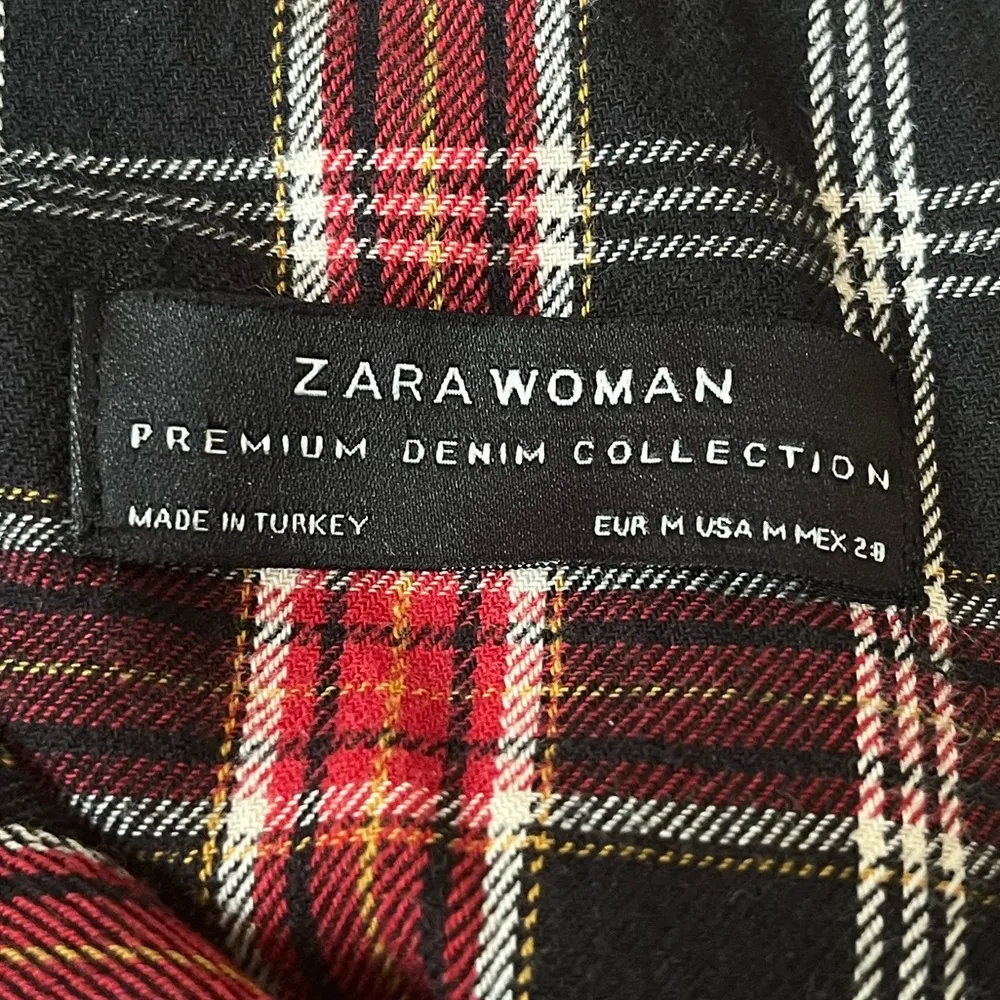 ZARA WOMAN
PREMIUM DENIM COLLECTION
MADE IN TURKEY EUR M USA M MEX 28